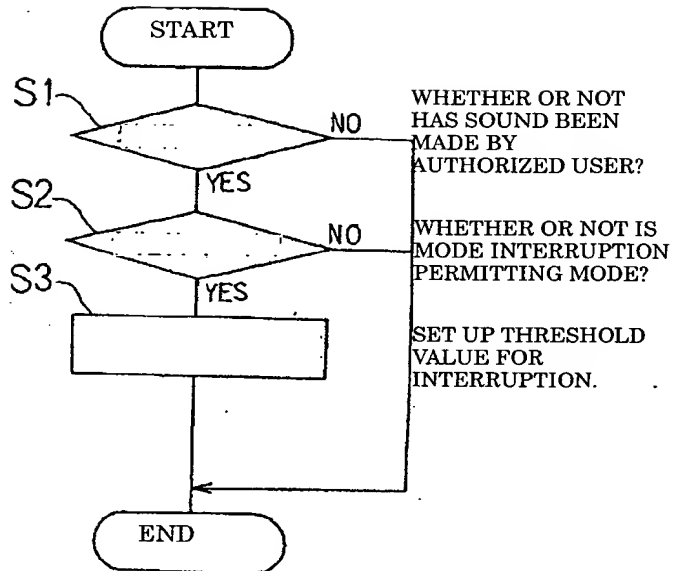 START
S1
NO
WHETHER OR NOT
HAS SOUND BEEN
MADE BY
AUTHORIZED USER?
YES
S2
NO
WHETHER OR NOT IS
MODE INTERRUPTION
PERMITTING MODE?
YES
S3
SET UP THRESHOLD
VALUE FOR
INTERRUPTION.
END